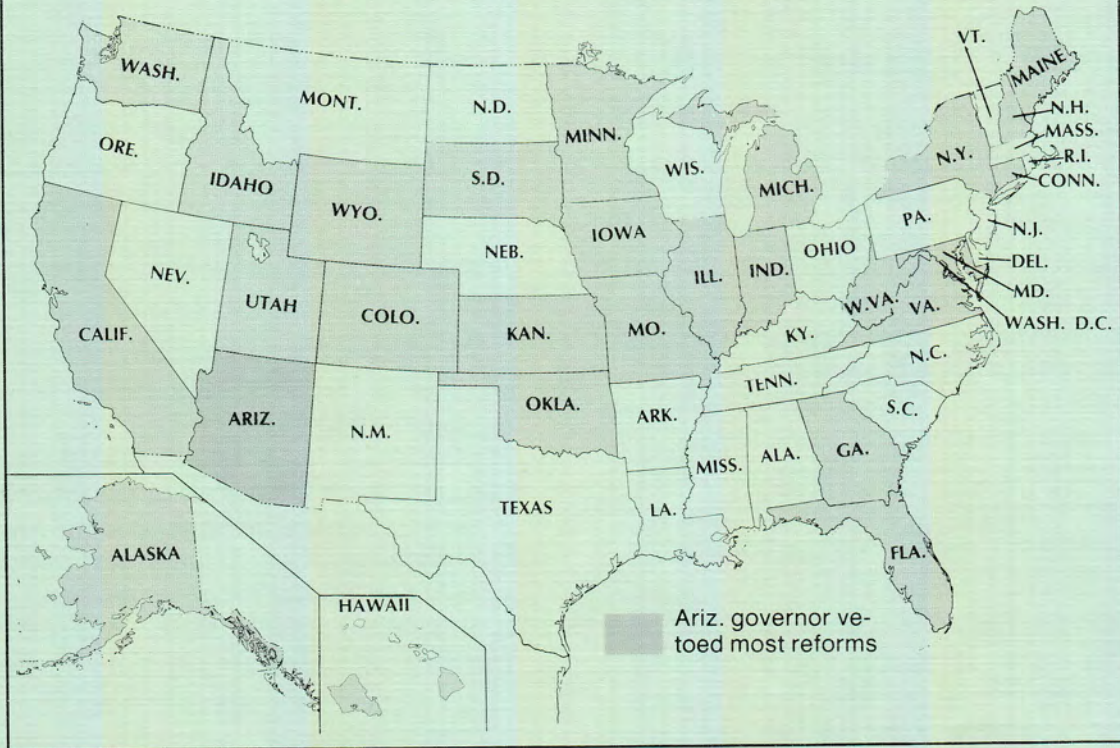 VT.
MAINE
WASH.
MONT.
N.D.
MINN.
N.H.
MASS.
ORE.
IDAHO
S.D.
WIS.
MICH.
N.Y.
R.I.
CONN.
WYO.
IOWA
PA.
N.J.
NEV.
UTAH
NEB.
ILL.
IND.
OHIO
DEL.
MD.
CALIF.
COLO.
KAN.
MO.
KY.
W.VA.
VA.
WASH. D.C.
ARIZ.
N.M.
OKLA.
ARK.
TENN.
N.C.
S.C.
TEXAS
LA.
MISS.
ALA.
GA.
ALASKA
HAWAII
FLA.
Ariz. governor ve-
toed most reforms